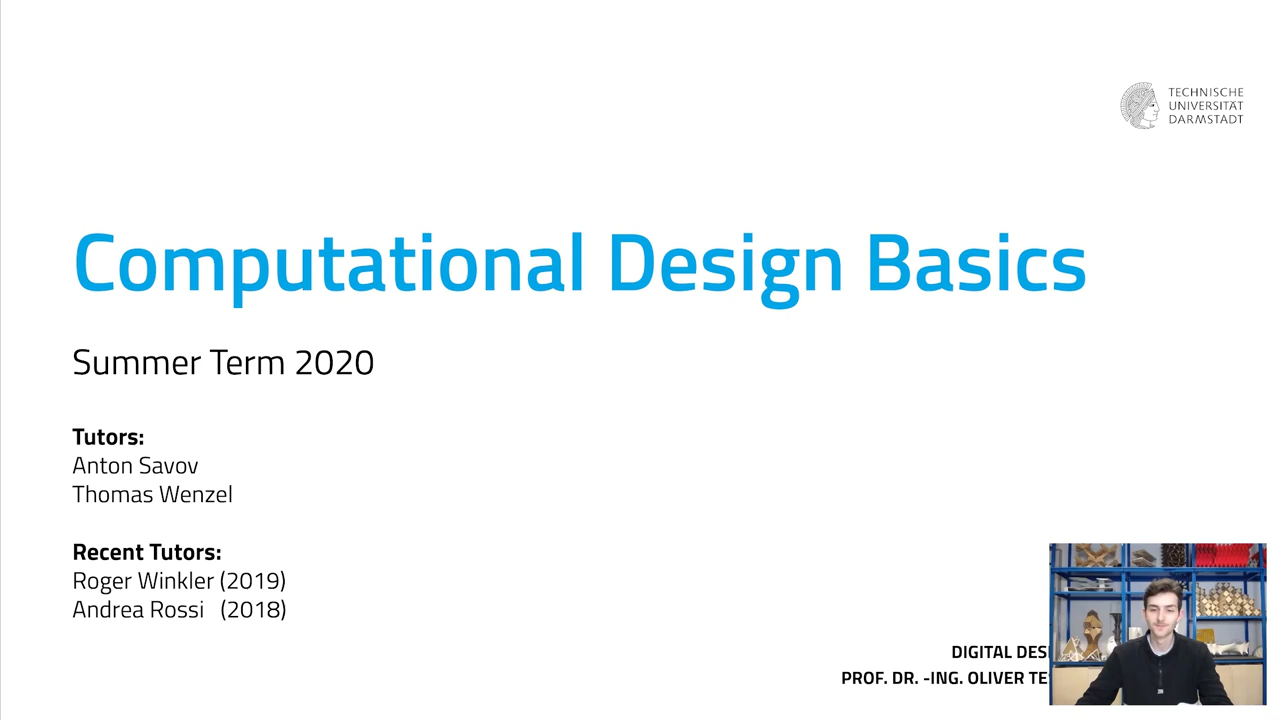 TECHNISCHE
UNIVERSITÄT
DARMSTADT
Computational Design Basics
Summer Term 2020
Tutors:
Anton Savov
Thomas Wenzel
Recent Tutors:
Roger Winkler (2019)
Andrea Rossi (2018)
DIGITAL
PROF. DR. -ING. OLIVER